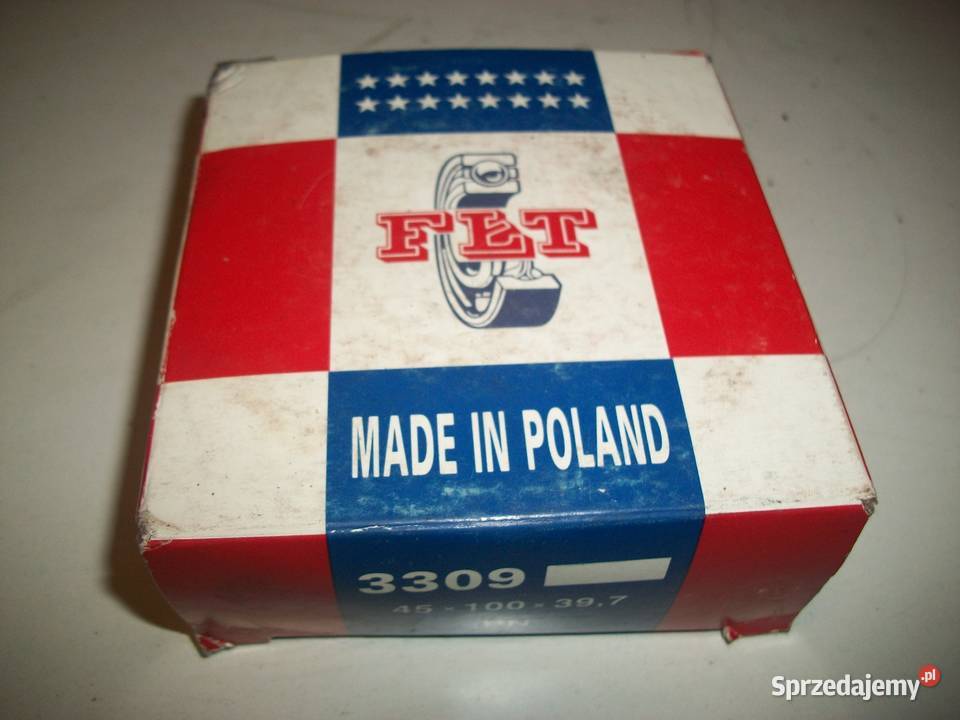 FŁT
MADE IN POLAND
3309
45 - 100 - 39,7
Sprzedajemy.pl